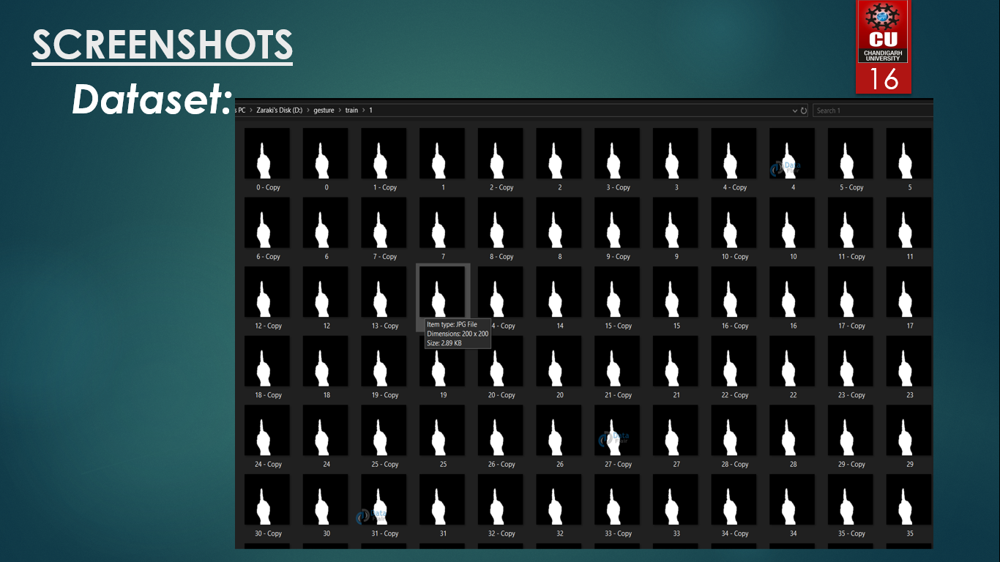 SCREENSHOTS
CU
CHANDIGARH
UNIVERSITY
16
Dataset:
s PC > Zaraki's Disk (D:) > gesture > train > 1
Search 1
0 - Copy 0 1 - Copy 1 2 - Copy 2 3 - Copy 3 4 - Copy 4 5 - Copy 5
Data
Flair
6 - Copy 6 7 - Copy 7 8 - Copy 8 9 - Copy 9 10 - Copy 10 11 - Copy 11
12 - Copy 12 13 - Copy 4 - Copy 14 15 - Copy 15 16 - Copy 16 17 - Copy 17
Item type: JPG File
Dimensions: 200 x 200
Size: 2.89 KB
18 - Copy 18 19 - Copy 19 20 - Copy 20 21 - Copy 21 22 - Copy 22 23 - Copy 23
Data
Flair
24 - Copy 24 25 - Copy 25 26 - Copy 26 27 - Copy 27 28 - Copy 28 29 - Copy 29
Data
Flair
30 - Copy 30 31 - Copy 31 32 - Copy 32 33 - Copy 33 34 - Copy 34 35 - Copy 35